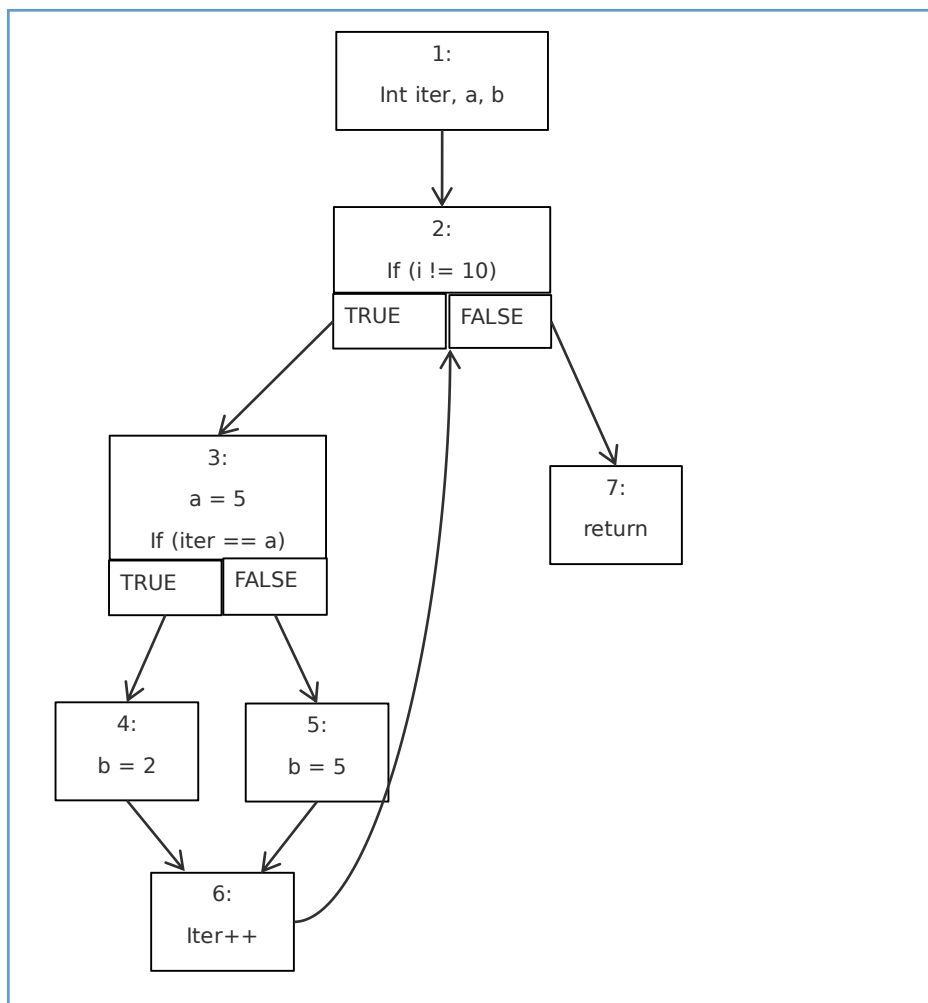 1:
Int iter, a, b
2:
If (i != 10)
TRUE
FALSE
3:
a = 5
If (iter == a)
TRUE
FALSE
7:
return
4:
b = 2
5:
b = 5
6:
Iter++